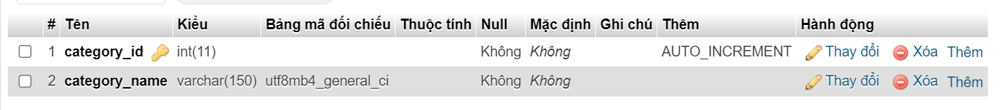 # Tên Kiểu Bảng mã đối chiếu Thuộc tính Null Mặc định Ghi chú Thêm Hành động
1 category_id int(11) Không Không AUTO_INCREMENT Thay đổi Xóa Thêm
2 category_name varchar(150) utf8mb4_general_ci Không Không Thay đổi Xóa Thêm